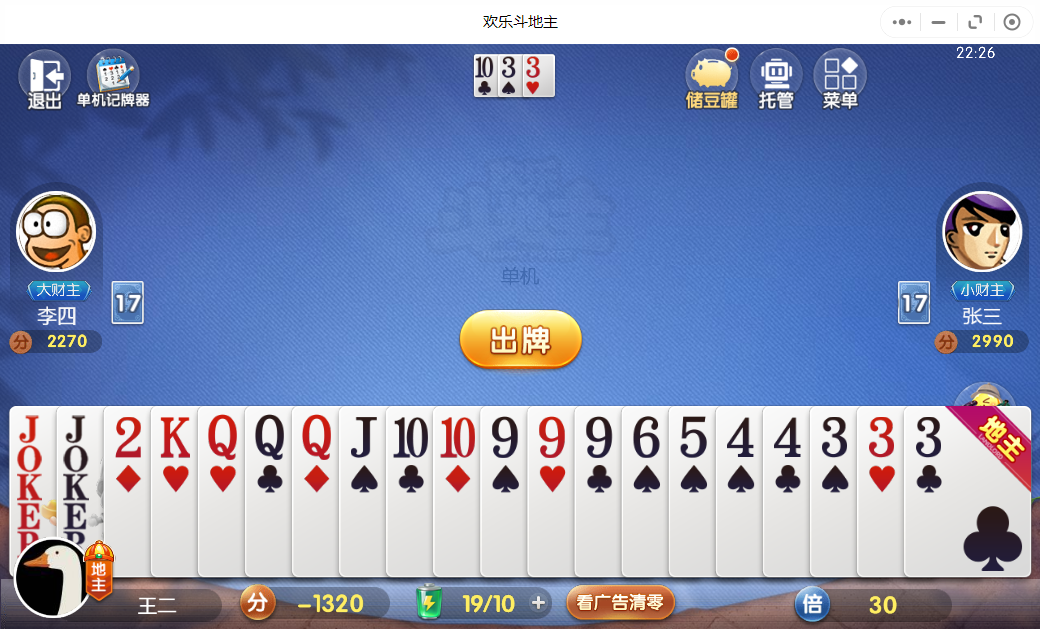 欢乐斗地主
22:26
退出
单机记牌器
10 3 3
储豆罐
托管
菜单
单机
大财主
李四
分 2270
17
17
小财主
张三
分 2990
出牌
JOKER JOKER 2 K Q Q Q J 10 10 9 9 9 6 5 4 4 3 3 3
地主
地主
王二
分 -1320
19/10 +
看广告清零
倍 30